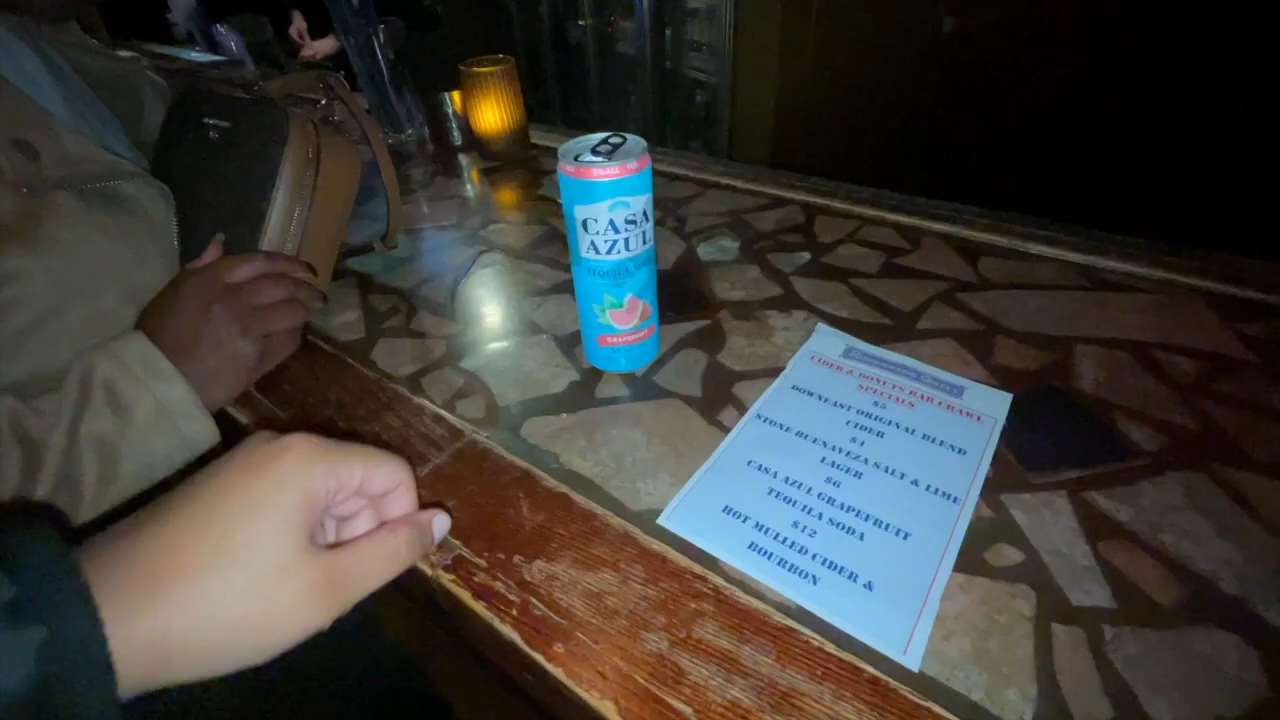 CASA
AZUL
TEQUILA SODA
GRAPEFRUIT
CIDER & DONUTS BAR CRAWL
SPECIALS
$5
DOWNEAST ORIGINAL BLEND
CIDER
$4
STONE BUENAVEZA SALT & LIME
LAGER
$6
CASA AZUL GRAPEFRUIT
TEQUILA SODA
$12
HOT MULLED CIDER &
BOURBON